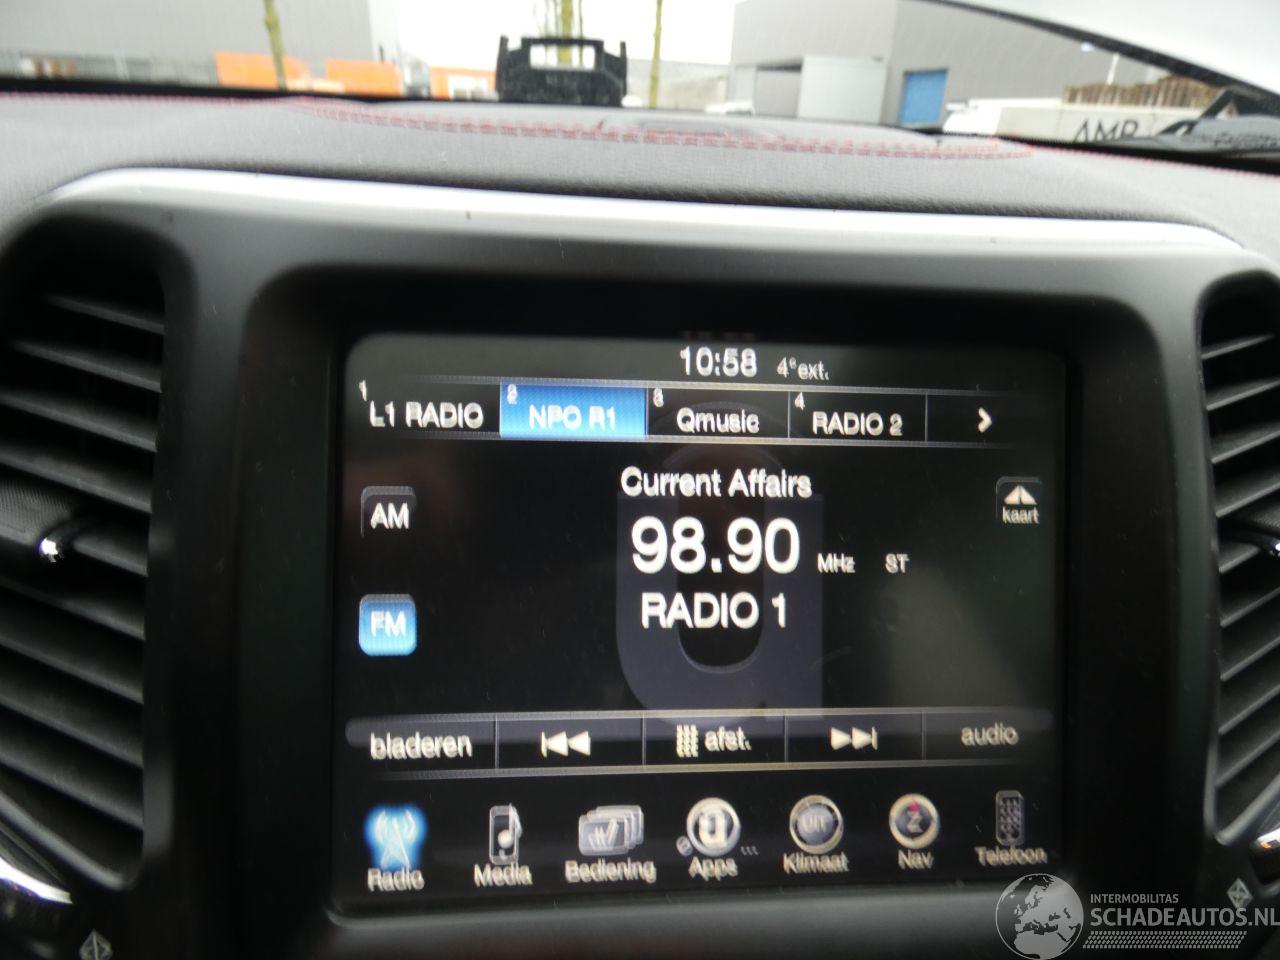 AMP
10:58 4°ext.
1 L1 RADIO 2 NPO R1 3 Qmusic 4 RADIO 2
Current Affairs
AM
kaart
98.90 MHz ST
FM
RADIO 1
bladeren afst. audio
UIT Z
Radio Media Bediening Apps Klimaat Nav Telefoon
INTERMOBILITAS
SCHADEAUTOS.NL